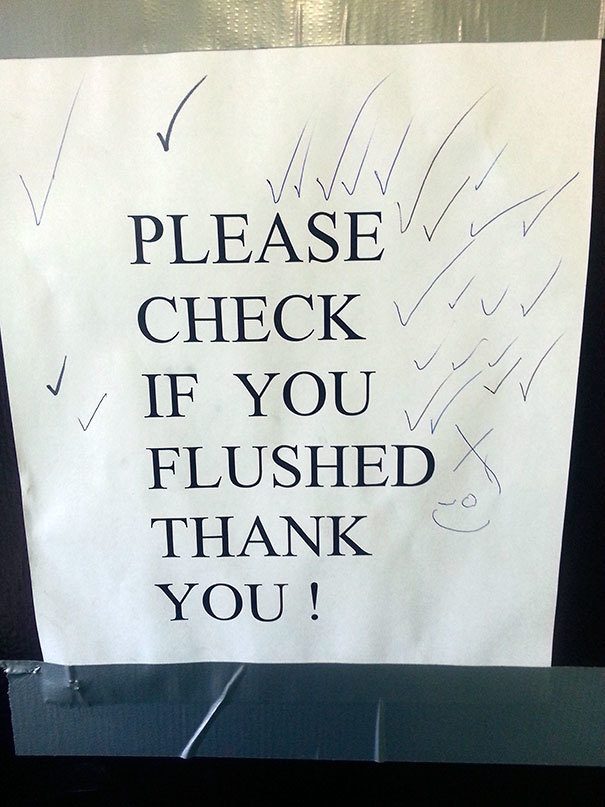 PLEASE
CHECK
IF YOU
FLUSHED
THANK
YOU !